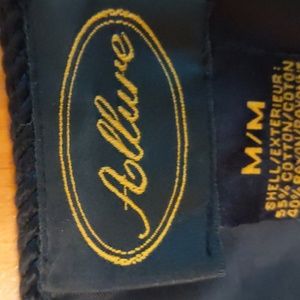 Allure
M/M
SHELL/EXTERIEUR:
55% COTTON/COTON